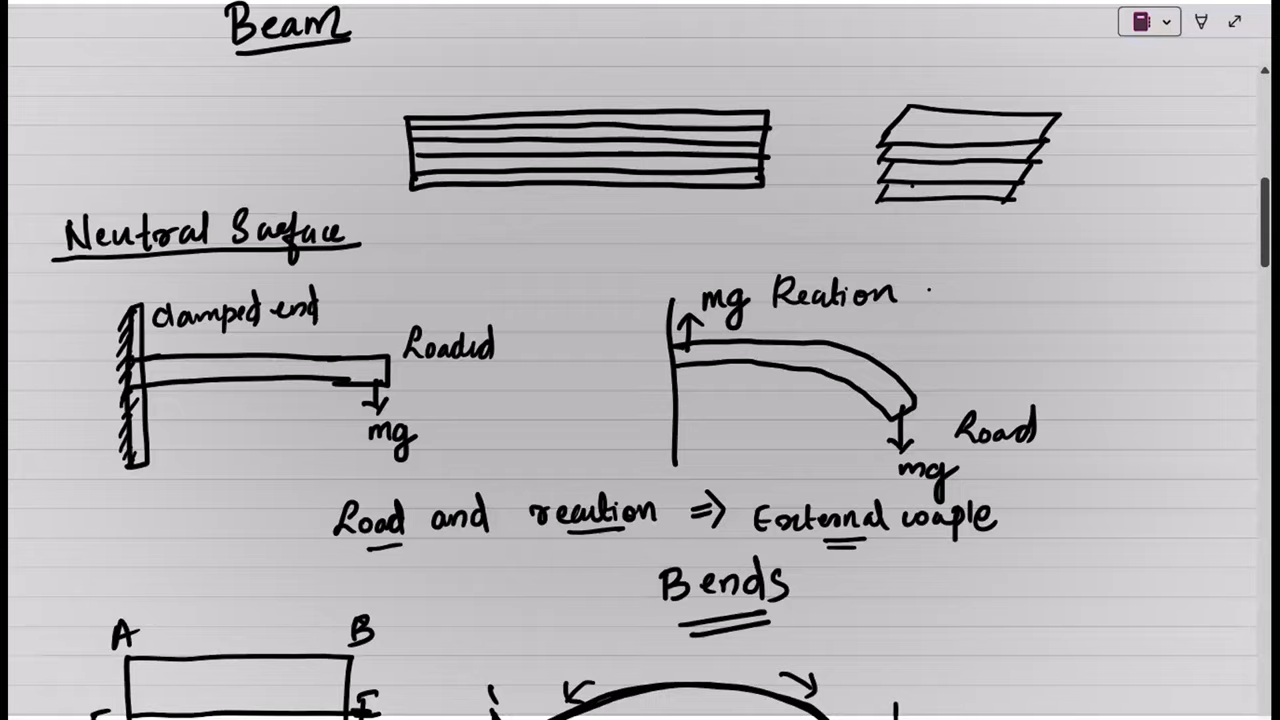 Beam
Neutral Surface
clamped end
Loaded
mg
mg Reation
Load
mg
Load and reaction ⇒ External couple
Bends
A B
E F